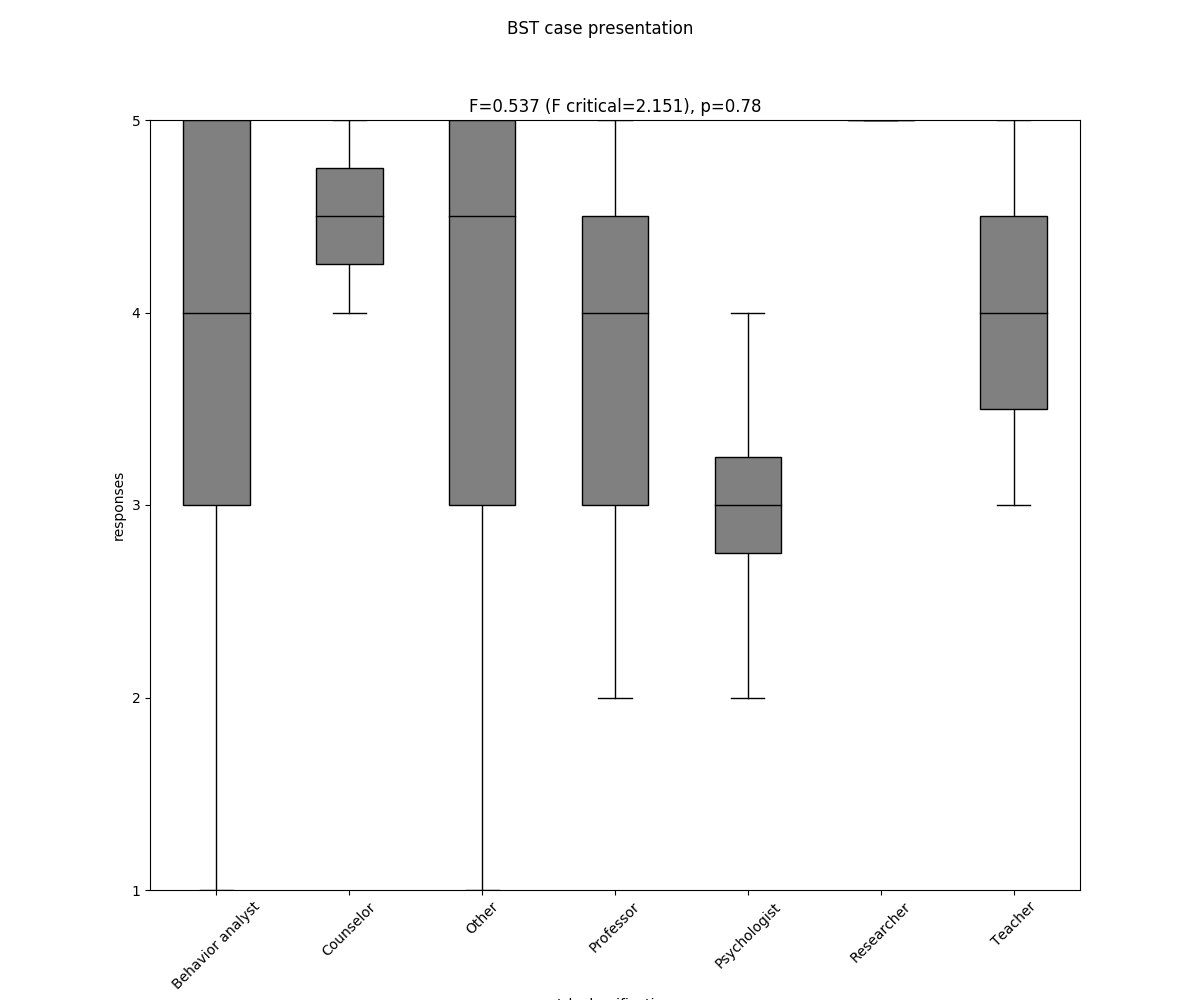 BST case presentation
F=0.537 (F critical=2.151), p=0.78
5
4
3
2
1
responses
Behavior analyst
Counselor
Other
Professor
Psychologist
Researcher
Teacher